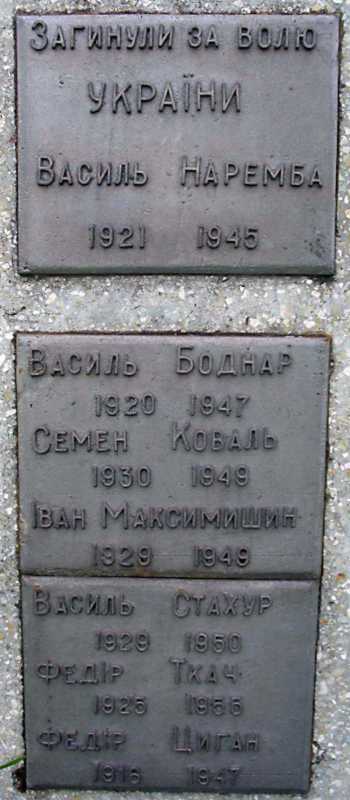 Загинули за волю
України
Василь Наремба
1921 1945
Василь Боднар
1920 1947
Семен Коваль
1930 1949
Іван Максимишин
1929 1949
Василь Стахур
1929 1950
Федір Ткач
1925 1955
Федір Циган
1916 1947